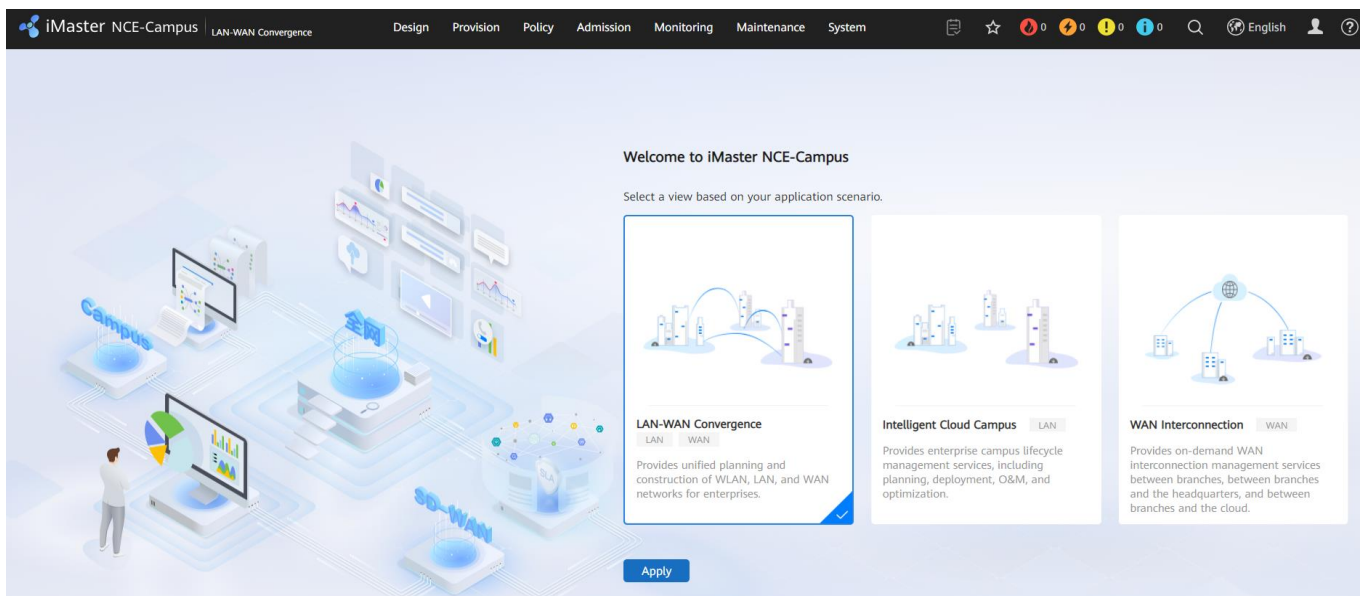 iMaster NCE-Campus LAN-WAN Convergence Design Provision Policy Admission Monitoring Maintenance System 0 0 0 0 English
Welcome to iMaster NCE-Campus
Select a view based on your application scenario.
Campus
全网
SLA
SD-WAN
LAN-WAN Convergence
LAN WAN
Provides unified planning and
construction of WLAN, LAN, and WAN
networks for enterprises.
Intelligent Cloud Campus LAN
Provides enterprise campus lifecycle
management services, including
planning, deployment, O&M, and
optimization.
WAN Interconnection WAN
Provides on-demand WAN
interconnection management services
between branches, between branches
and the headquarters, and between
branches and the cloud.
Apply